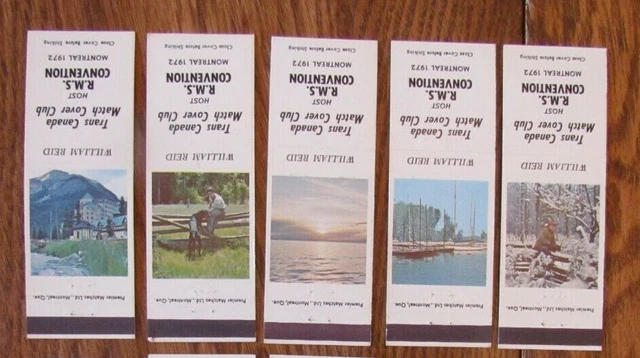 Premier Matches Ltd., Montreal, Que.
WILLIAM REID
Trans Canada
Match Cover Club
HOST
R.M.S.
CONVENTION
MONTREAL 1972
Close Cover Before Striking
Premier Matches Ltd., Montreal, Que.
WILLIAM REID
Trans Canada
Match Cover Club
HOST
R.M.S.
CONVENTION
MONTREAL 1972
Close Cover Before Striking
Premier Matches Ltd., Montreal, Que.
WILLIAM REID
Trans Canada
Match Cover Club
HOST
R.M.S.
CONVENTION
MONTREAL 1972
Close Cover Before Striking
Premier Matches Ltd., Montreal, Que.
WILLIAM REID
Trans Canada
Match Cover Club
HOST
R.M.S.
CONVENTION
MONTREAL 1972
Close Cover Before Striking
Premier Matches Ltd., Montreal, Que.
WILLIAM REID
Trans Canada
Match Cover Club
HOST
R.M.S.
CONVENTION
MONTREAL 1972
Close Cover Before Striking